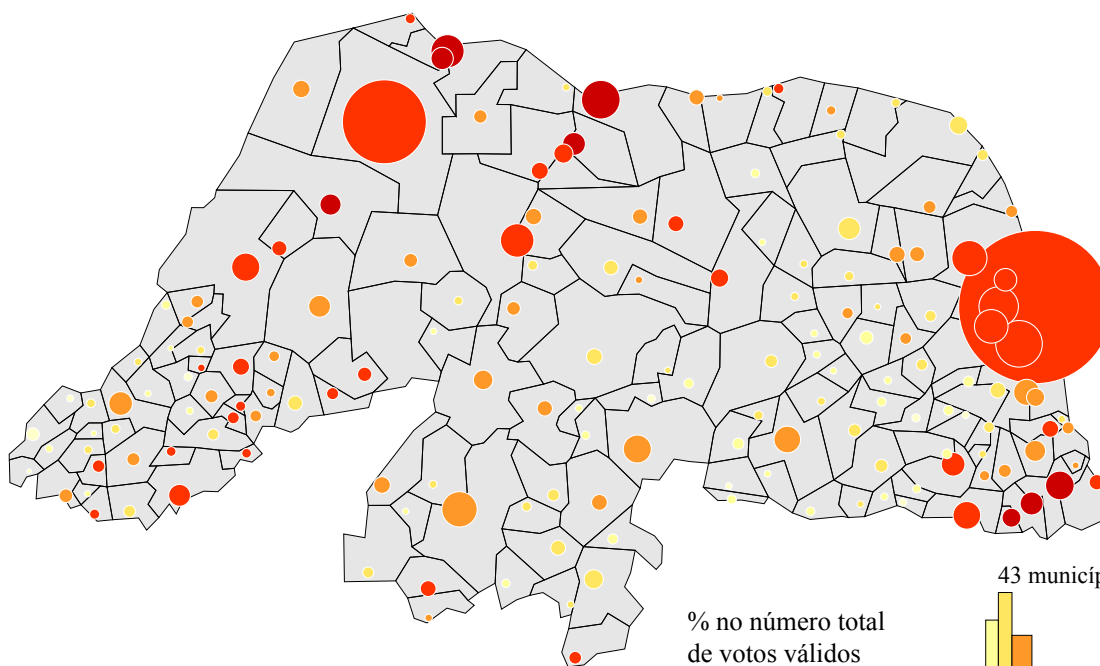 43 municíp
% no número total
de votos válidos